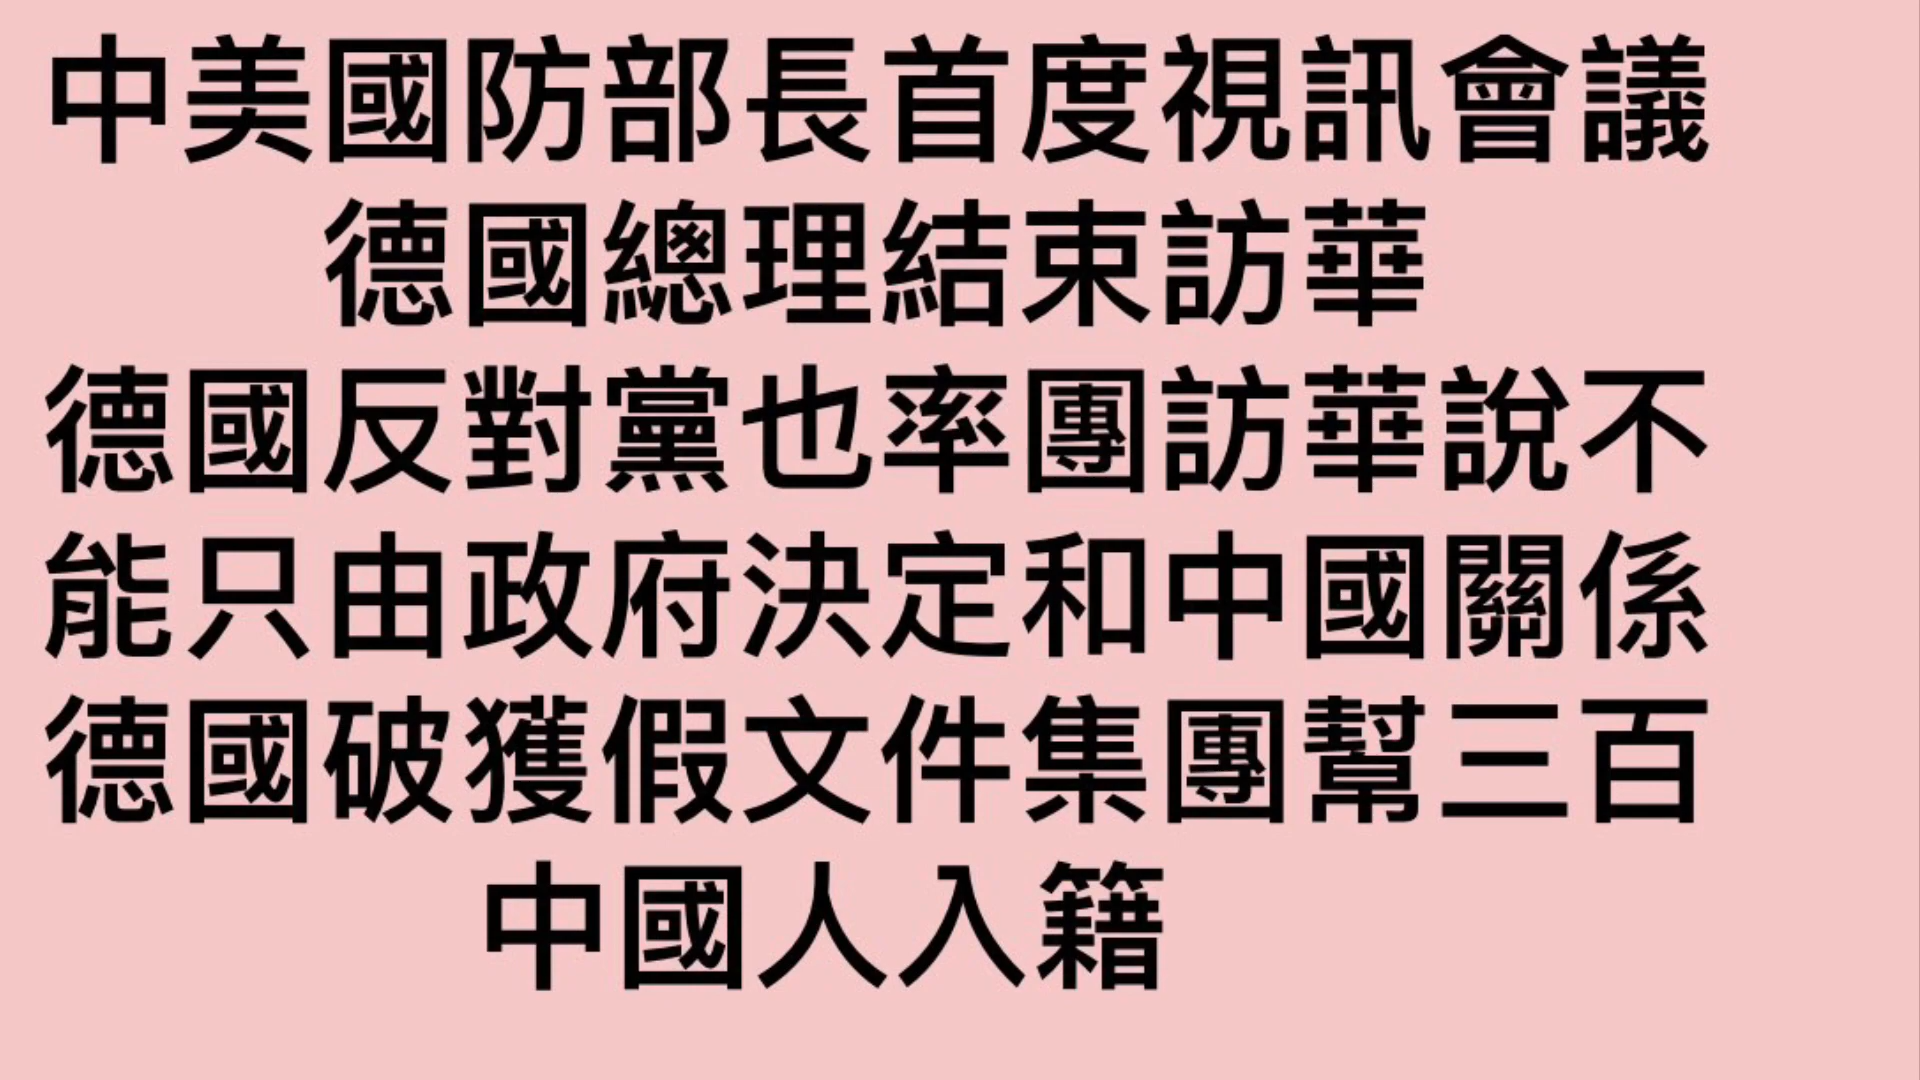 中美國防部長首度視訊會議
德國總理結束訪華
德國反對黨也率團訪華說不
能只由政府決定和中國關係
德國破獲假文件集團幫三百
中國人入籍